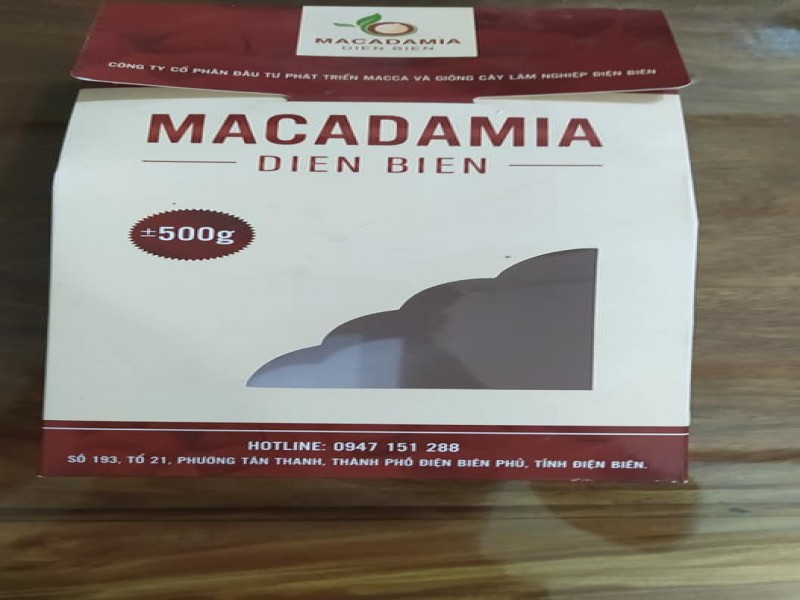 MACADAMIA
DIEN BIEN
CÔNG TY CỔ PHẦN ĐẦU TƯ PHÁT TRIỂN MACCA VÀ GIỐNG CÂY LÂM NGHIỆP ĐIỆN BIÊN
MACADAMIA
DIEN BIEN
±500g
HOTLINE: 0947 151 288
SỐ 193, TỔ 21, PHƯỜNG TÂN THANH, THÀNH PHỐ ĐIỆN BIÊN PHỦ, TỈNH ĐIỆN BIÊN.